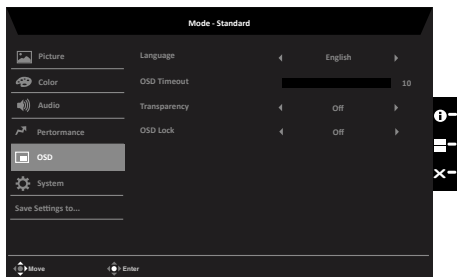 Mode - Standard
Picture
Language English
Color
OSD Timeout 10
Audio
Transparency Off
Pertormance
OSD Lock Off
OSD
System
Save Settings to...
Move Enter